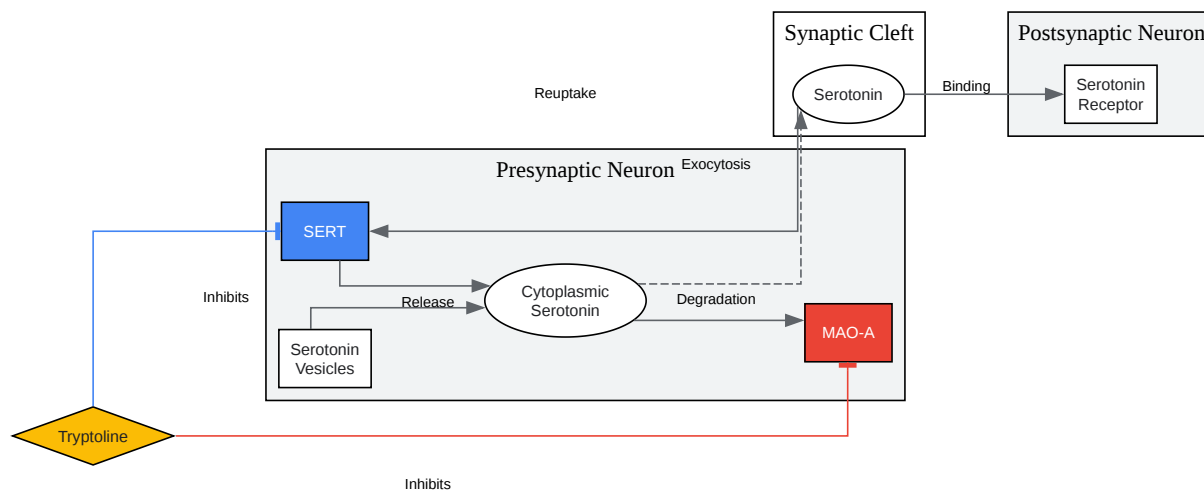 Synaptic Cleft
Postsynaptic Neuron
Serotonin
Binding
Serotonin
Receptor
Reuptake
Presynaptic Neuron
Exocytosis
SERT
Inhibits
Release
Cytoplasmic
Serotonin
Degradation
MAO-A
Serotonin
Vesicles
Tryptoline
Inhibits